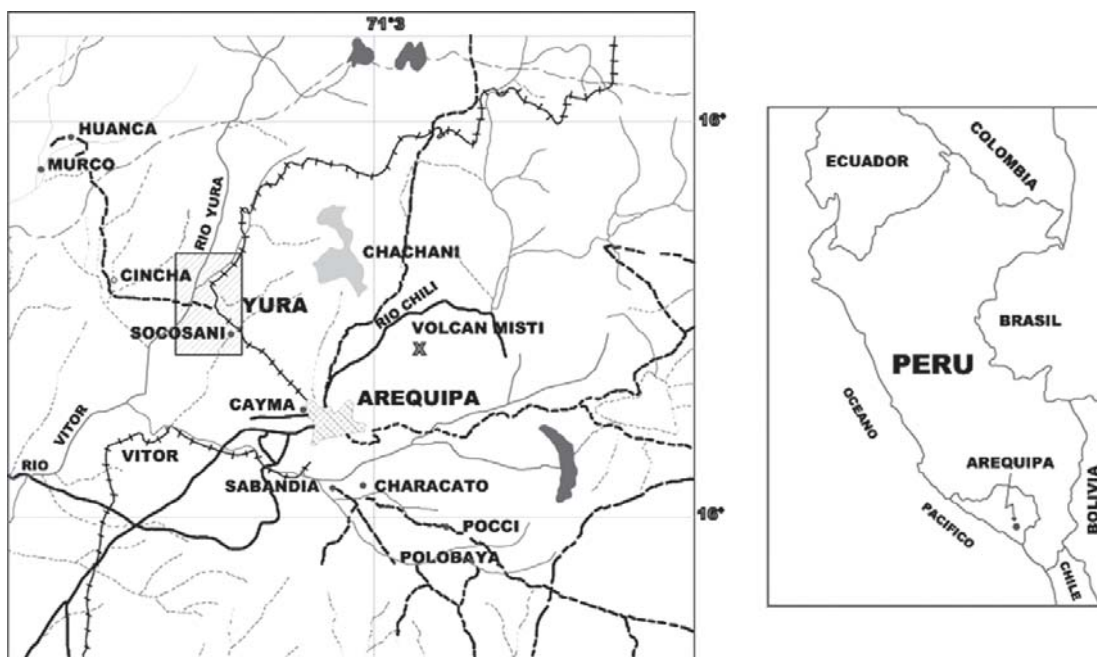 71°3
16°
HUANCA
MURCO
RIO YURA
CHACHANI
CINCHA
YURA
RIO CHILI
SOCOSANI
VOLCAN MISTI
X
CAYMA
AREQUIPA
VITOR
VITOR
RIO
SABANDIA
CHARACATO
16°
POCCI
POLOBAYA
COLOMBIA
ECUADOR
BRASIL
PERU
OCEANO
AREQUIPA
BOLIVIA
PACIFICO
CHILE